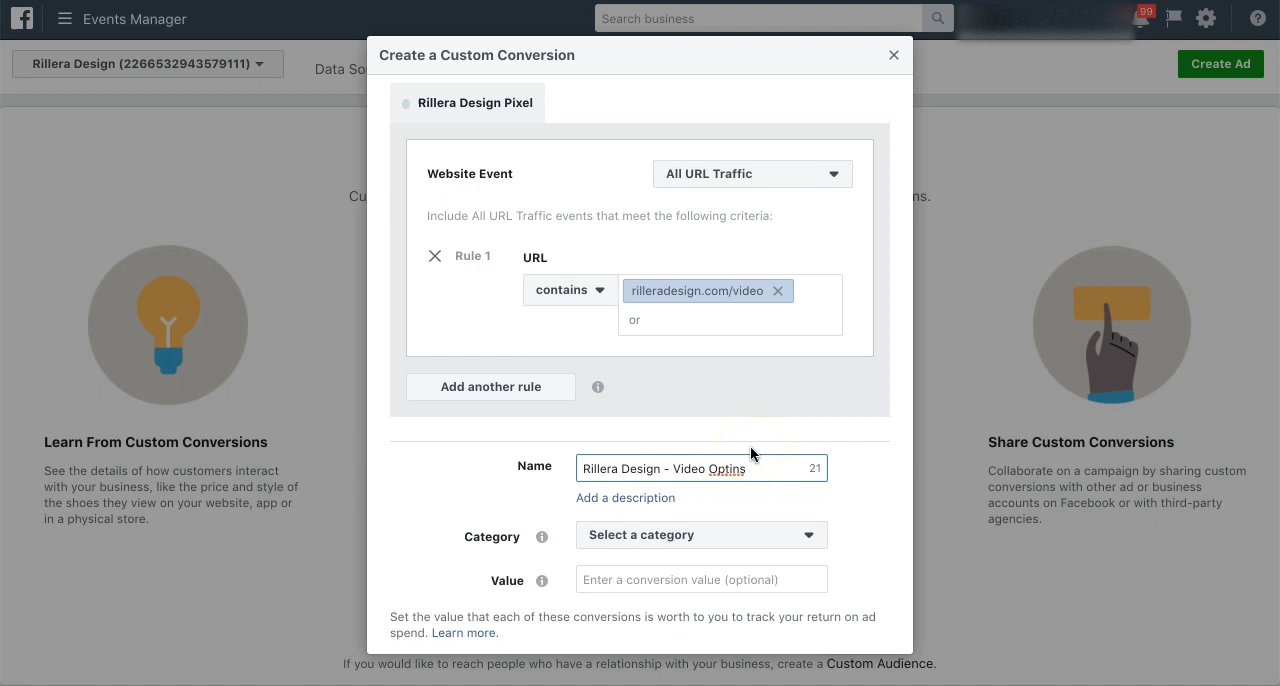 Events Manager
Search business
99
Rillera Design (2266532943579111)
Data So
Create Ad
Create a Custom Conversion
Rillera Design Pixel
Website Event
All URL Traffic
Include All URL Traffic events that meet the following criteria:
Rule 1
URL
contains
rilleradesign.com/video
or
Add another rule
Name
Rillera Design - Video Optins
21
Add a description
Category
Select a category
Value
Enter a conversion value (optional)
Set the value that each of these conversions is worth to you to track your return on ad
spend. Learn more.
Cu
ns.
Learn From Custom Conversions
See the details of how customers interact
with your business, like the price and style of
the shoes they view on your website, app or
in a physical store.
Share Custom Conversions
Collaborate on a campaign by sharing custom
conversions with other ad or business
accounts on Facebook or with third-party
agencies.
If you would like to reach people who have a relationship with your business, create a Custom Audience.